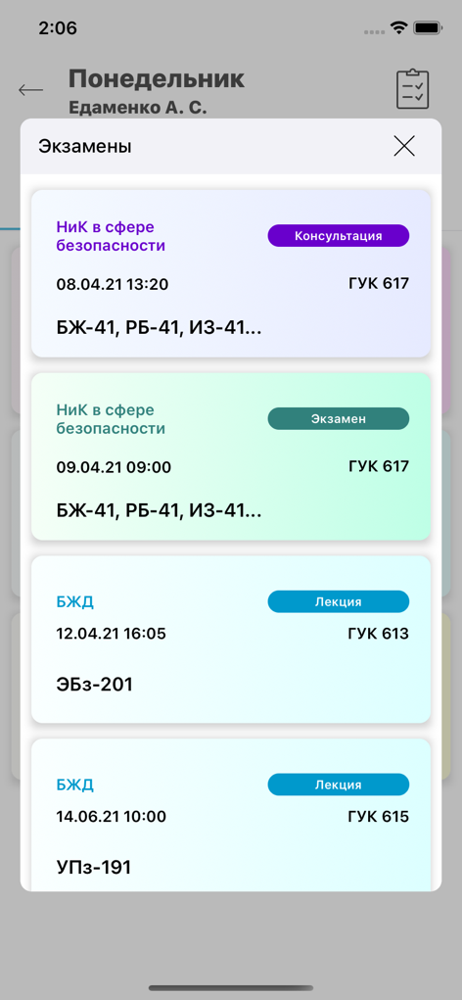 2:06
Понедельник
Едаменко А. С.
Экзамены
НиК в сфере
безопасности
Консультация
08.04.21 13:20
ГУК 617
БЖ-41, РБ-41, ИЗ-41...
НиК в сфере
безопасности
Экзамен
09.04.21 09:00
ГУК 617
БЖ-41, РБ-41, ИЗ-41...
БЖД
Лекция
12.04.21 16:05
ГУК 613
ЭБз-201
БЖД
Лекция
14.06.21 10:00
ГУК 615
УПз-191